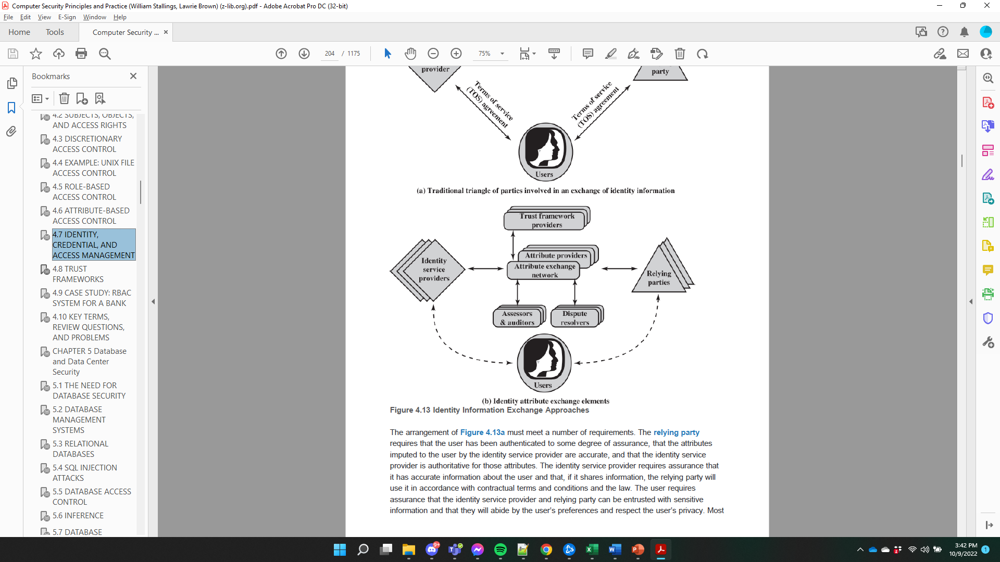 Computer Security Principles and Practice (William Stallings, Lawrie Brown) (z-lib.org).pdf - Adobe Acrobat Pro DC (32-bit)
File Edit View E-Sign Window Help
Home Tools Computer Security ... ×
204 / 1175 75%
Bookmarks
4.2 SUBJECTS, OBJECTS,
AND ACCESS RIGHTS
4.3 DISCRETIONARY
ACCESS CONTROL
4.4 EXAMPLE: UNIX FILE
ACCESS CONTROL
4.5 ROLE-BASED
ACCESS CONTROL
4.6 ATTRIBUTE-BASED
ACCESS CONTROL
4.7 IDENTITY,
CREDENTIAL, AND
ACCESS MANAGEMENT
4.8 TRUST
FRAMEWORKS
4.9 CASE STUDY: RBAC
SYSTEM FOR A BANK
4.10 KEY TERMS,
REVIEW QUESTIONS,
AND PROBLEMS
CHAPTER 5 Database
and Data Center
Security
5.1 THE NEED FOR
DATABASE SECURITY
5.2 DATABASE
MANAGEMENT
SYSTEMS
5.3 RELATIONAL
DATABASES
5.4 SQL INJECTION
ATTACKS
5.5 DATABASE ACCESS
CONTROL
5.6 INFERENCE
5.7 DATABASE
provider
party
Terms of service
(TOS) agreement
Terms of service
(TOS) agreement
Users
(a) Traditional triangle of parties involved in an exchange of identity information
Trust framework
providers
Attribute providers
Attribute exchange
network
Identity
service
providers
Relying
parties
Assessors
& auditors
Dispute
resolvers
Users
(b) Identity attribute exchange elements
Figure 4.13 Identity Information Exchange Approaches
The arrangement of Figure 4.13a must meet a number of requirements. The relying party
requires that the user has been authenticated to some degree of assurance, that the attributes
imputed to the user by the identity service provider are accurate, and that the identity service
provider is authoritative for those attributes. The identity service provider requires assurance that
it has accurate information about the user and that, if it shares information, the relying party will
use it in accordance with contractual terms and conditions and the law. The user requires
assurance that the identity service provider and relying party can be entrusted with sensitive
information and that they will abide by the user's preferences and respect the user's privacy. Most
9+
2
3:42 PM
10/9/2022
1